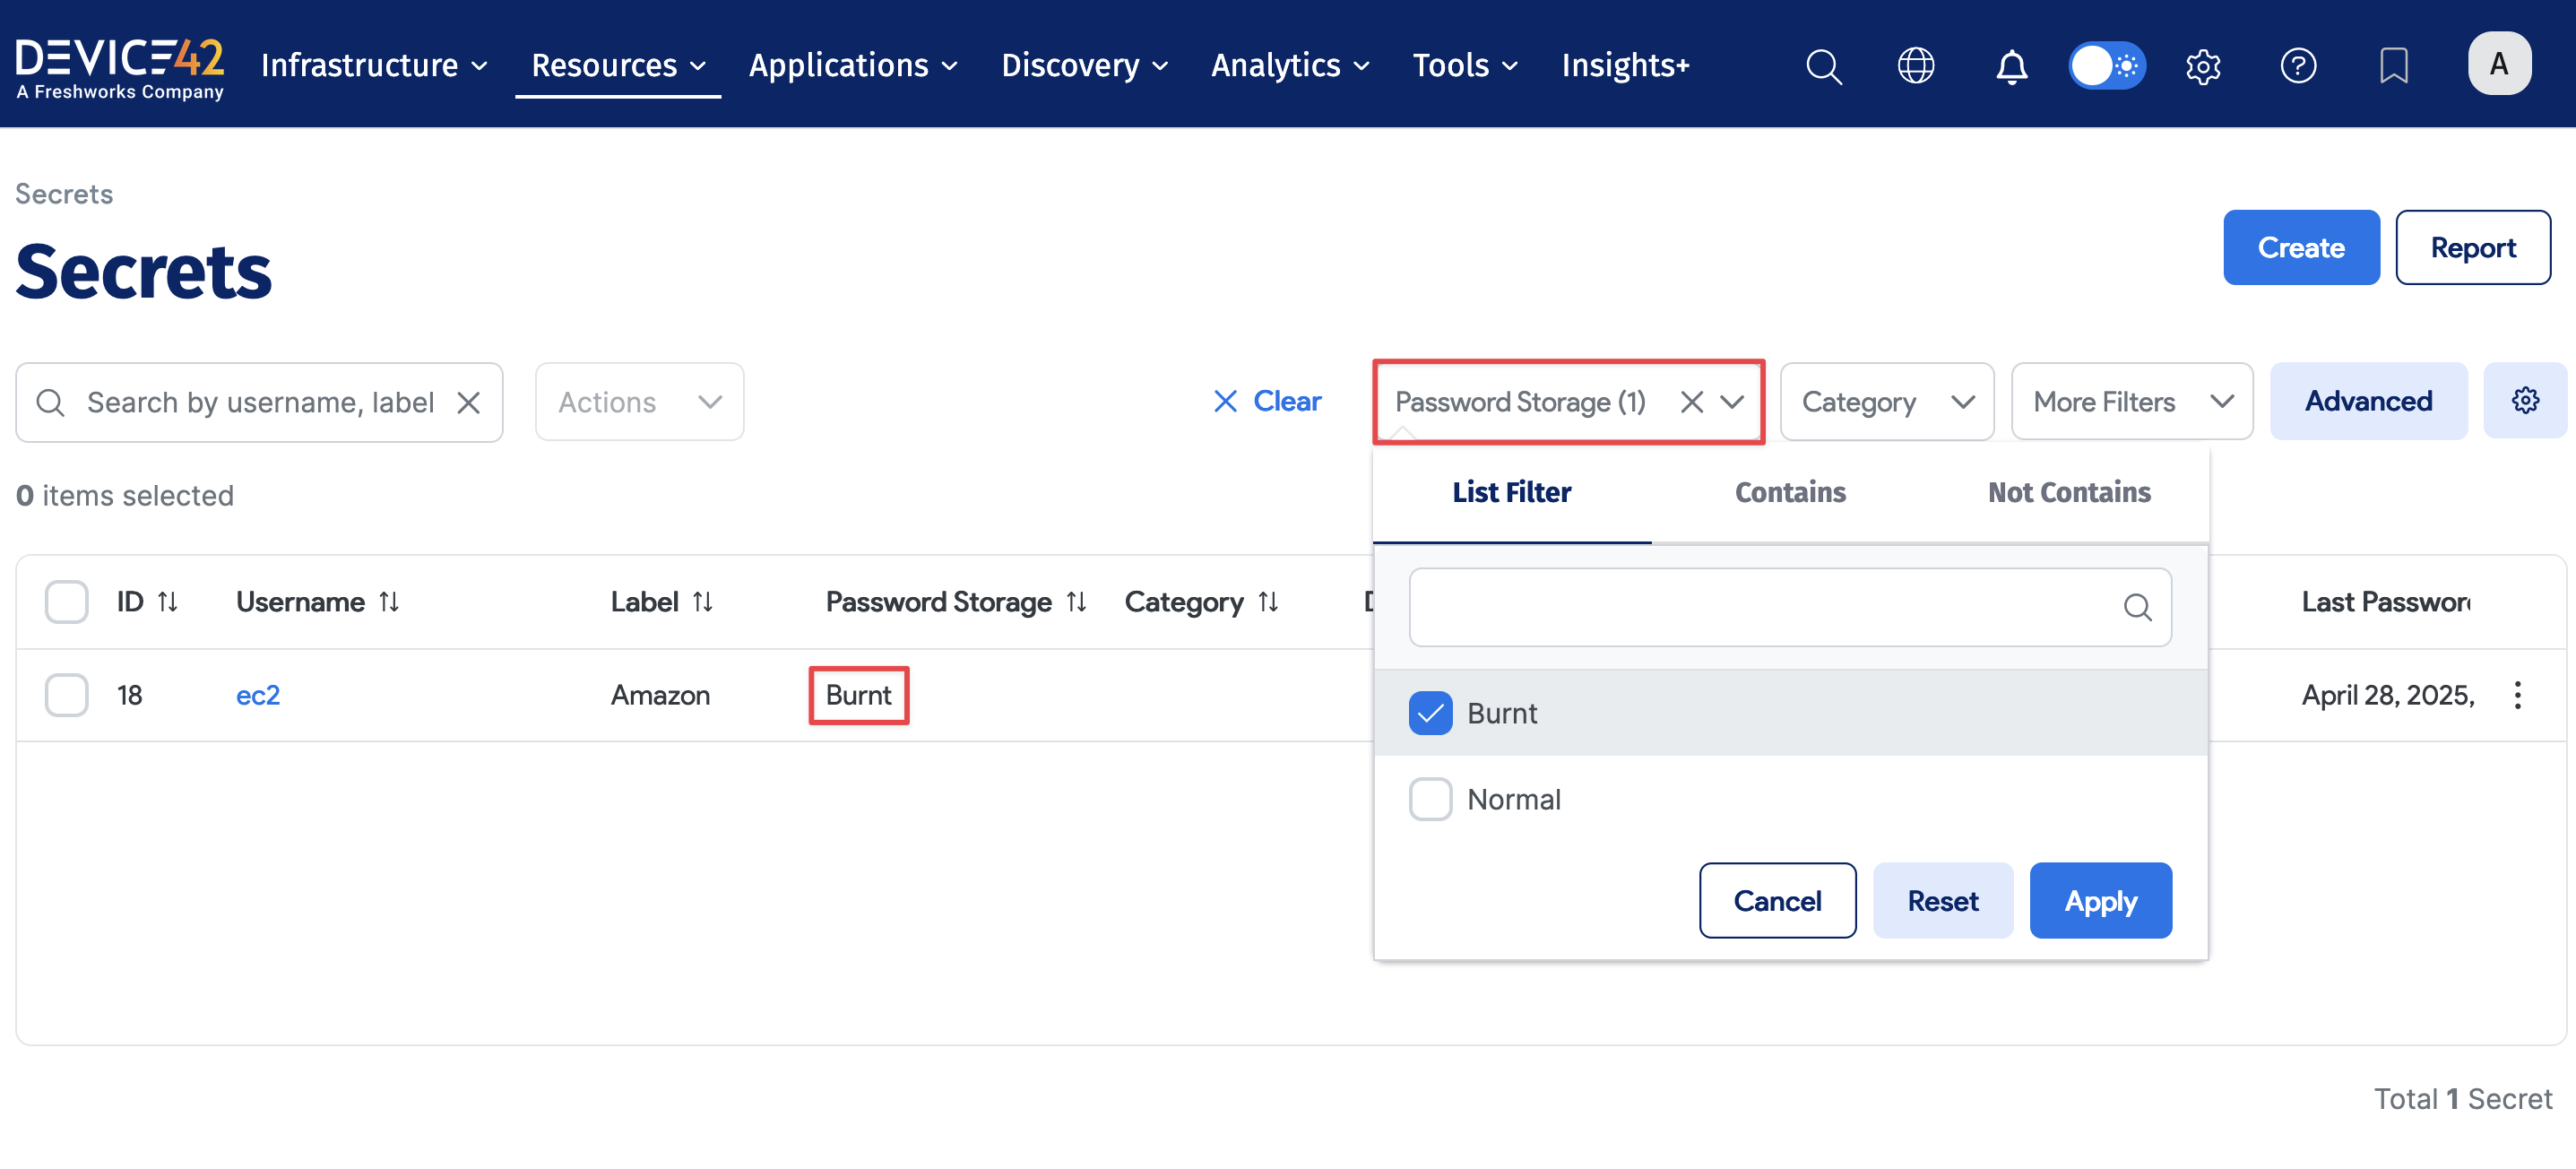 DEVICE42
A Freshworks Company
Infrastructure Resources Applications Discovery Analytics Tools Insights+ A
Secrets
Secrets
Create Report
Search by username, label Actions Clear Password Storage (1) Category More Filters Advanced
0 items selected
List Filter Contains Not Contains
ID Username Label Password Storage Category Last Passwor
18 ec2 Amazon Burnt April 28, 2025,
Burnt
Normal
Cancel Reset Apply
Total 1 Secret